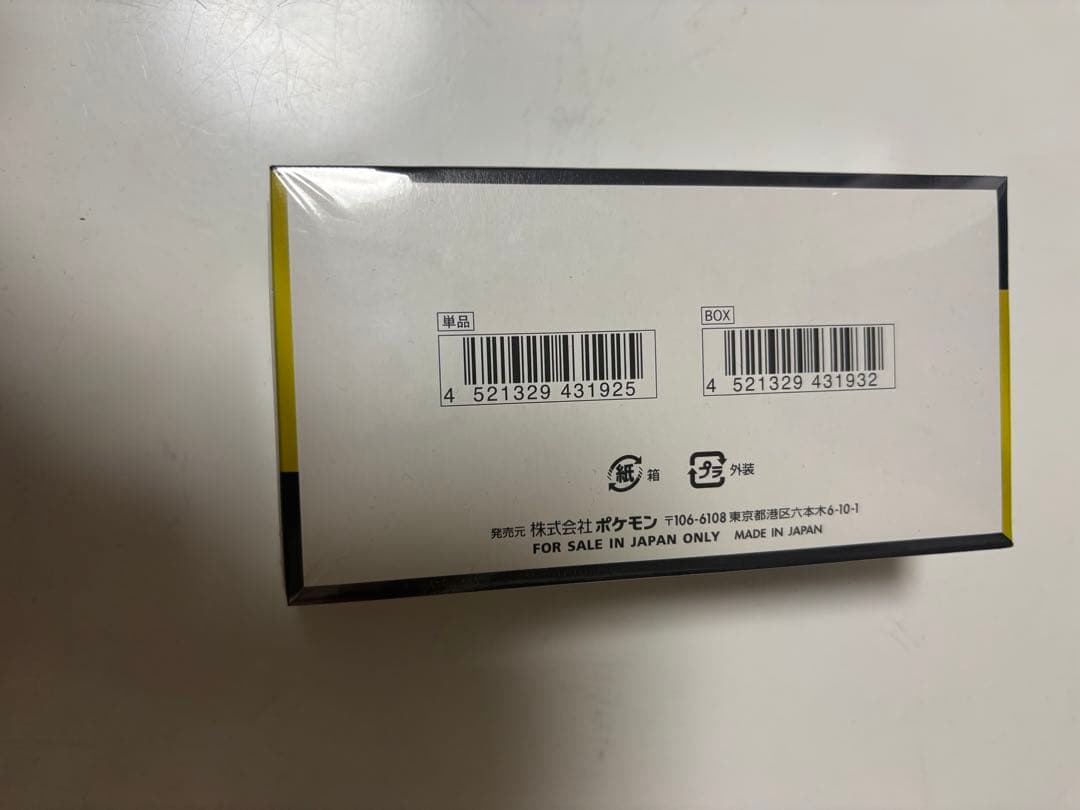 単品
4 521329 431925
BOX
4 521329 431932
紙 箱
プラ 外装
発売元 株式会社 ポケモン 〒106-6108 東京都港区六本木6-10-1
FOR SALE IN JAPAN ONLY MADE IN JAPAN